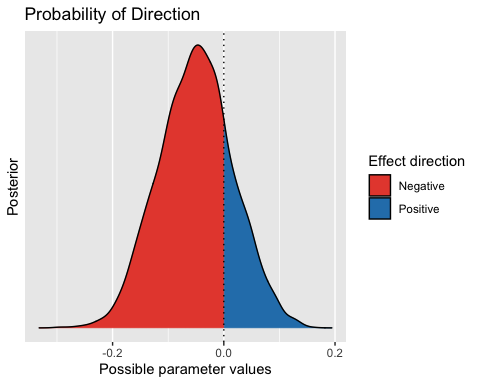 Probability of Direction
Posterior
Effect direction
Negative
Positive
-0.2
0.0
0.2
Possible parameter values